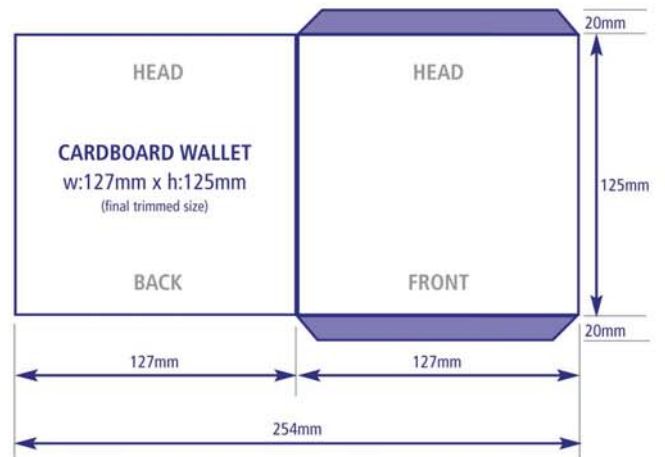 20mm
HEAD
HEAD
CARDBOARD WALLET
w:127mm x h:125mm
(final trimmed size)
125mm
BACK
FRONT
20mm
127mm
127mm
254mm